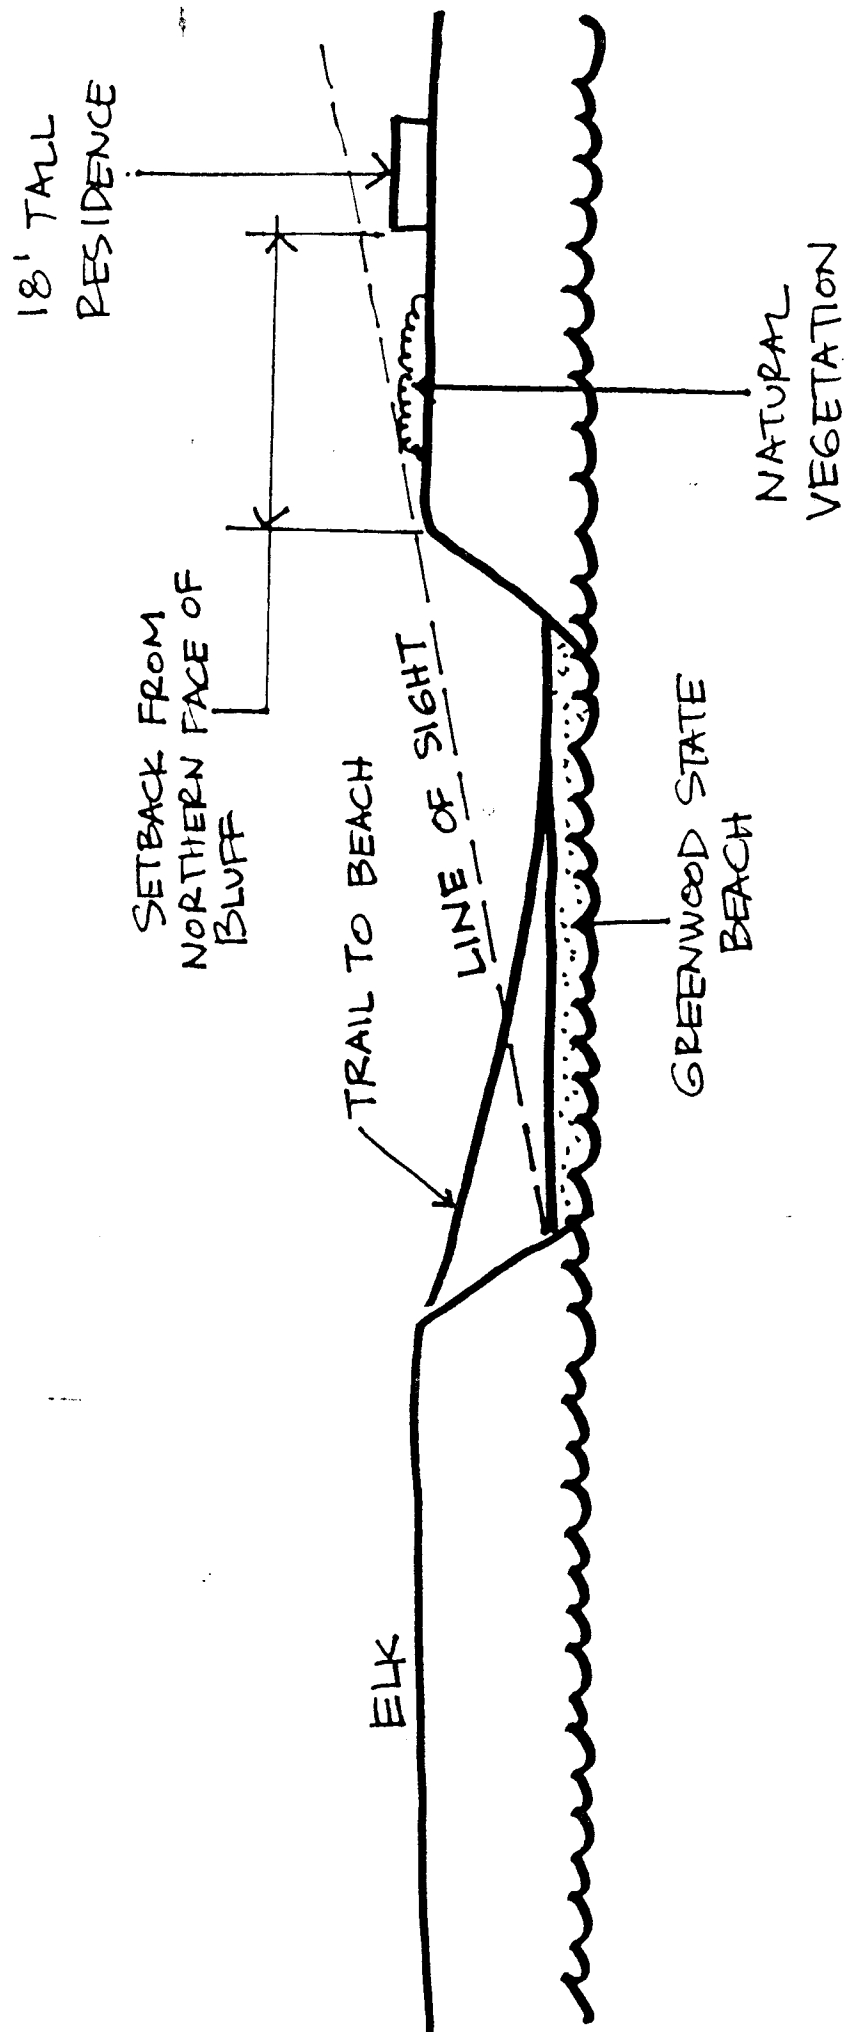 18' TALL
RESIDENCE
SETBACK FROM
NORTHERN FACE OF
BLUFF
TRAIL TO BEACH
LINE OF SIGHT
ELK
NATURAL
VEGETATION
GREENWOOD STATE
BEACH